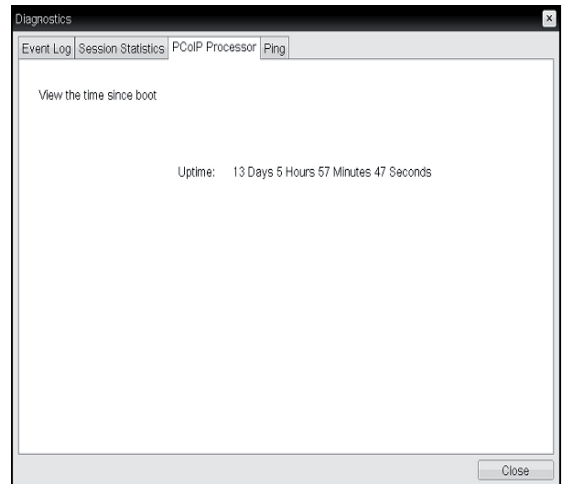 Diagnostics
Event Log Session Statistics PCoIP Processor Ping
View the time since boot
Uptime: 13 Days 5 Hours 57 Minutes 47 Seconds
Close